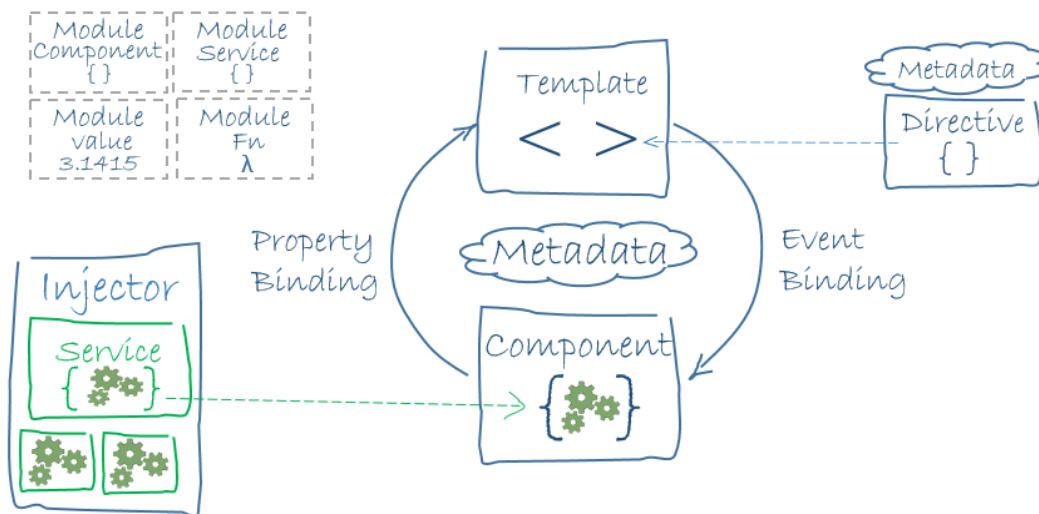 Module
Component
{ }
Module
Service
{ }
Module
value
3.1415
Module
Fn
λ
Template
< >
Metadata
Directive
{ }
Property
Binding
Metadata
Event
Binding
Injector
Service
{ }
Component
{ }